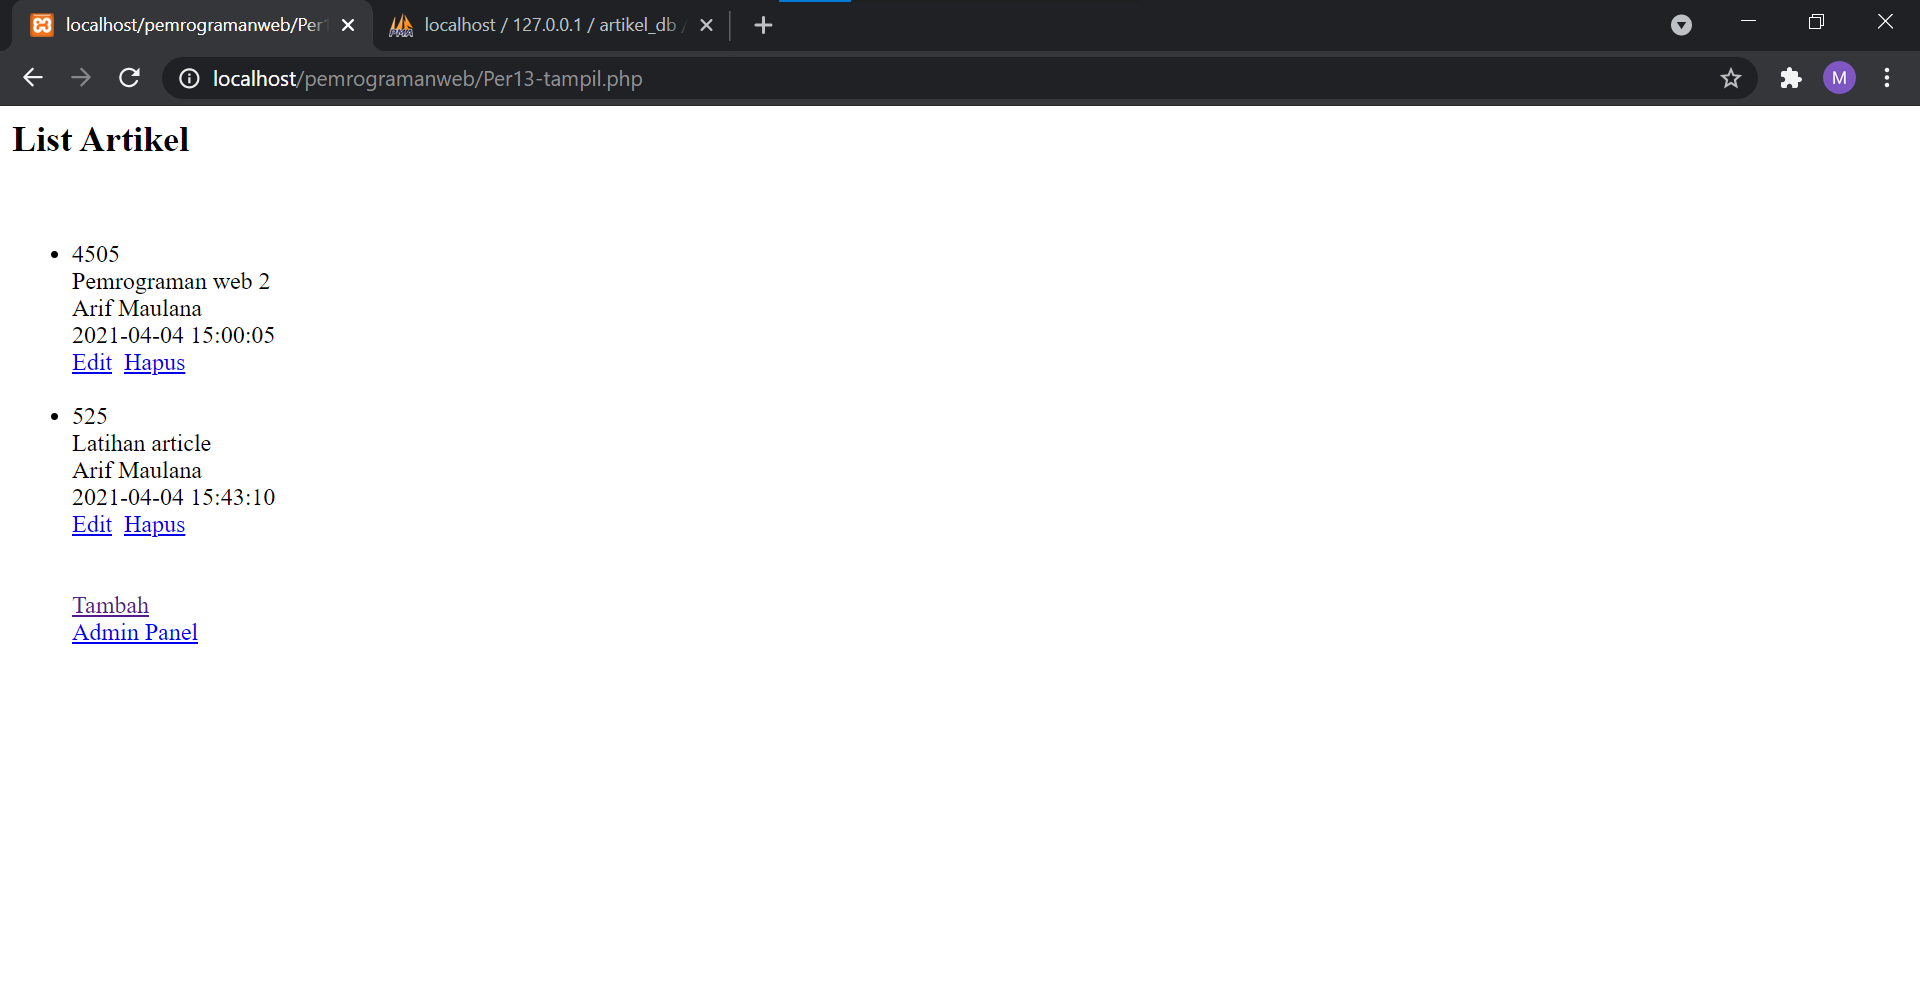 localhost/pemrogramanweb/Per1
localhost / 127.0.0.1 / artikel_db /
localhost/pemrogramanweb/Per13-tampil.php
M
List Artikel
4505
Pemrograman web 2
Arif Maulana
2021-04-04 15:00:05
Edit Hapus
525
Latihan article
Arif Maulana
2021-04-04 15:43:10
Edit Hapus
Tambah
Admin Panel